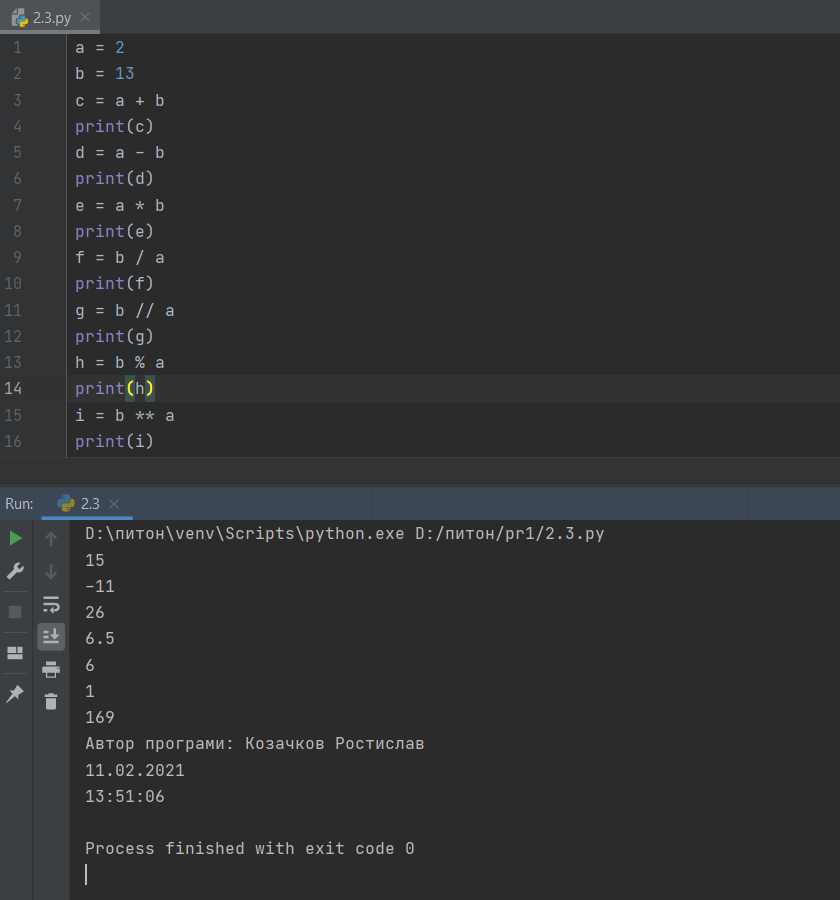 2.3.py
1 a = 2
2 b = 13
3 c = a + b
4 print(c)
5 d = a - b
6 print(d)
7 e = a * b
8 print(e)
9 f = b / a
10 print(f)
11 g = b // a
12 print(g)
13 h = b % a
14 print(h)
15 i = b ** a
16 print(i)
Run: 2.3
D:\питон\venv\Scripts\python.exe D:/питон/pr1/2.3.py
15
-11
26
6.5
6
1
169
Автор програми: Козачков Ростислав
11.02.2021
13:51:06
Process finished with exit code 0